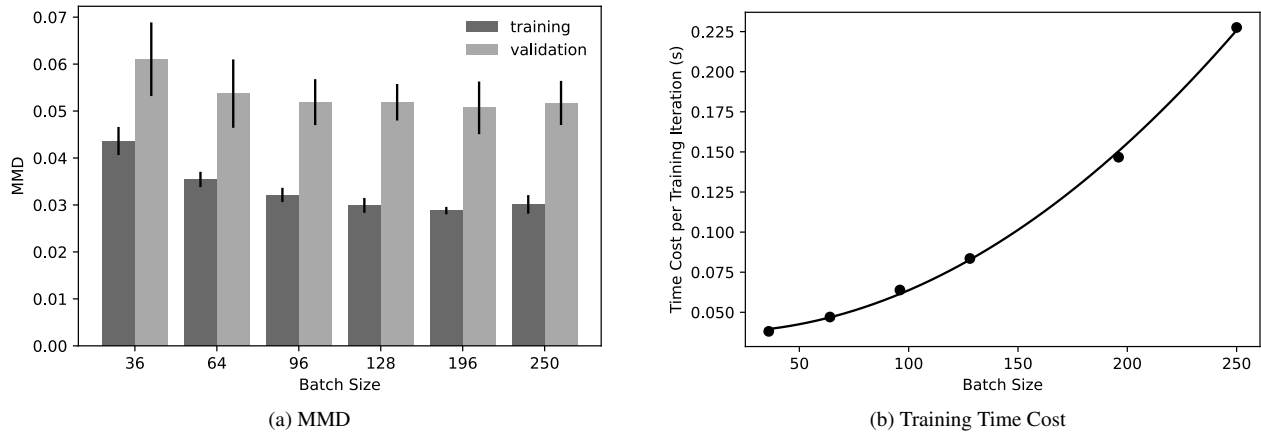 0.07
0.06
0.05
0.04
0.03
0.02
0.01
0.00
MMD
training
validation
36 64 96 128 196 250
Batch Size
(a) MMD
0.225
0.200
0.175
0.150
0.125
0.100
0.075
0.050
Time Cost per Training Iteration (s)
50 100 150 200 250
Batch Size
(b) Training Time Cost